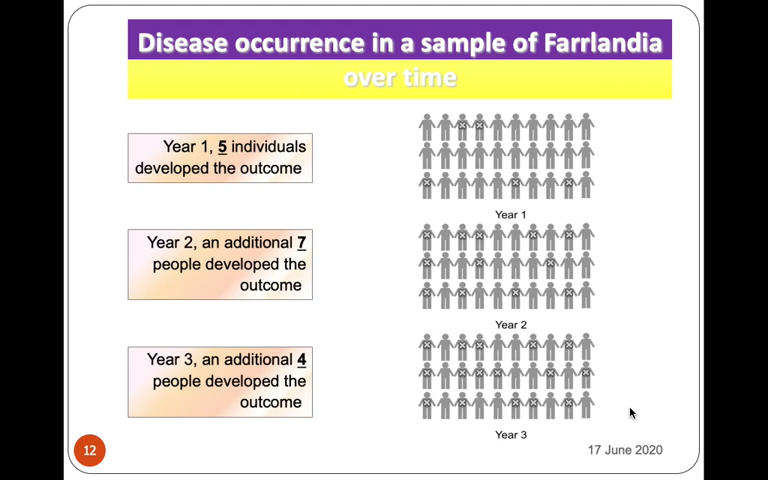 Disease occurrence in a sample of Farrlandia
over time
Year 1, 5 individuals
developed the outcome
Year 1
Year 2, an additional 7
people developed the
outcome
Year 2
Year 3, an additional 4
people developed the
outcome
Year 3
12
17 June 2020